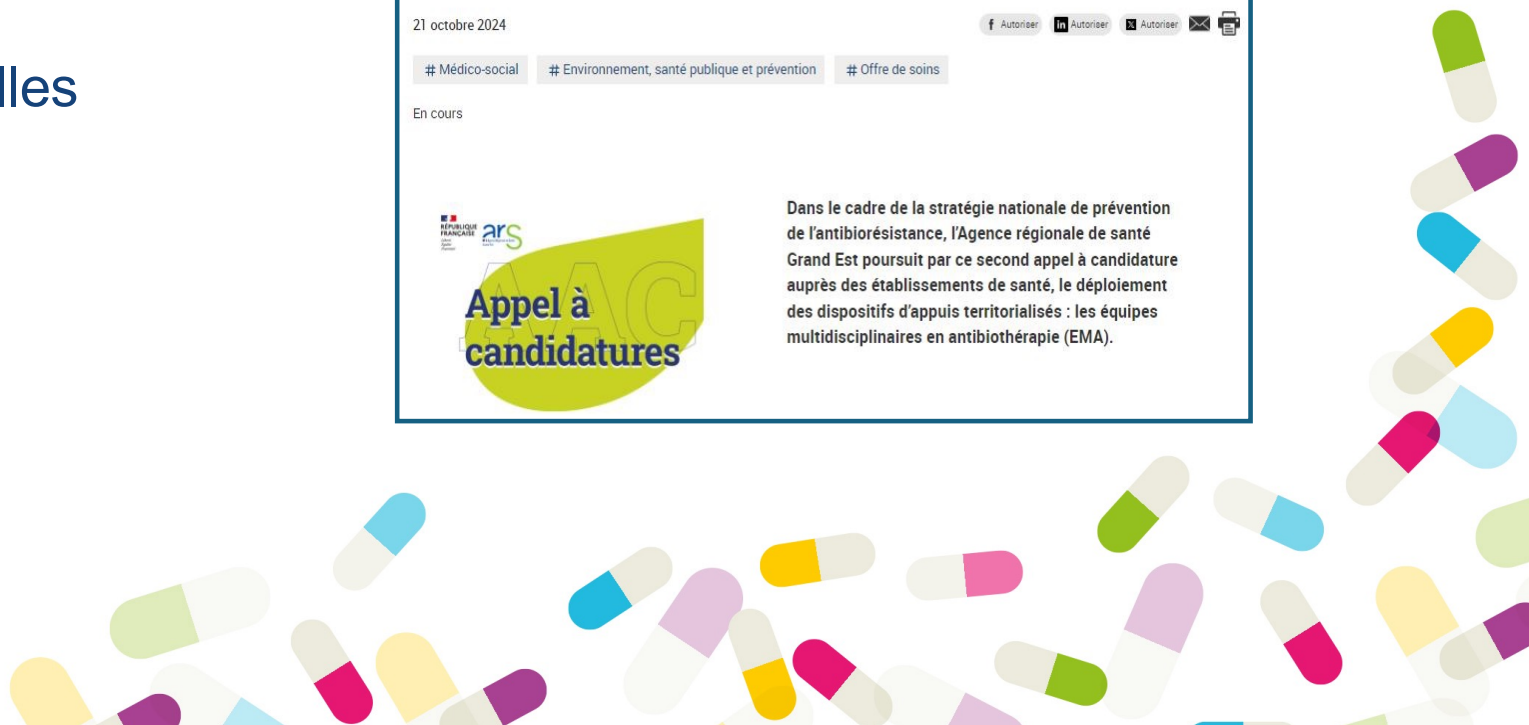 lles
21 octobre 2024
f Autoriser in Autoriser X Autoriser
# Médico-social # Environnement, santé publique et prévention # Offre de soins
En cours
RÉPUBLIQUE
FRANÇAISE
ars
AAC
Appel à
candidatures
Dans le cadre de la stratégie nationale de prévention
de l'antibiorésistance, l'Agence régionale de santé
Grand Est poursuit par ce second appel à candidature
auprès des établissements de santé, le déploiement
des dispositifs d'appuis territorialisés : les équipes
multidisciplinaires en antibiothérapie (EMA).